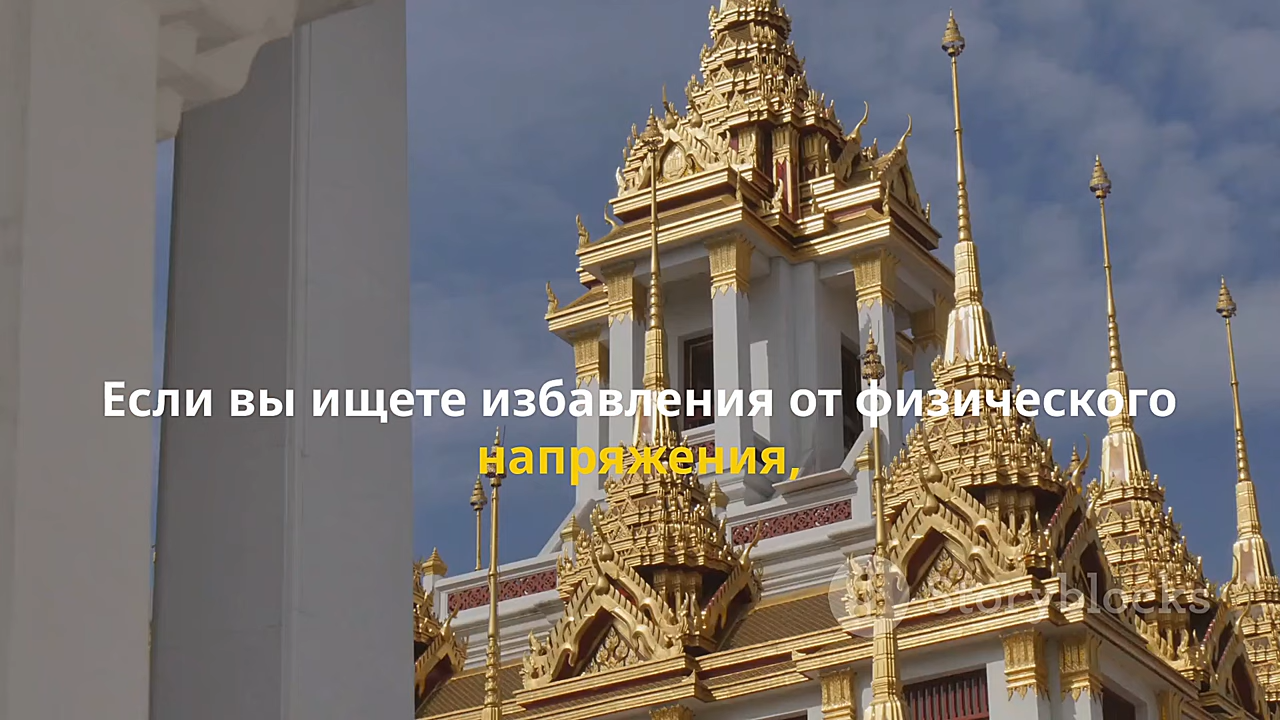 Если вы ищете избавления от физического
напряжения,
storyblocks